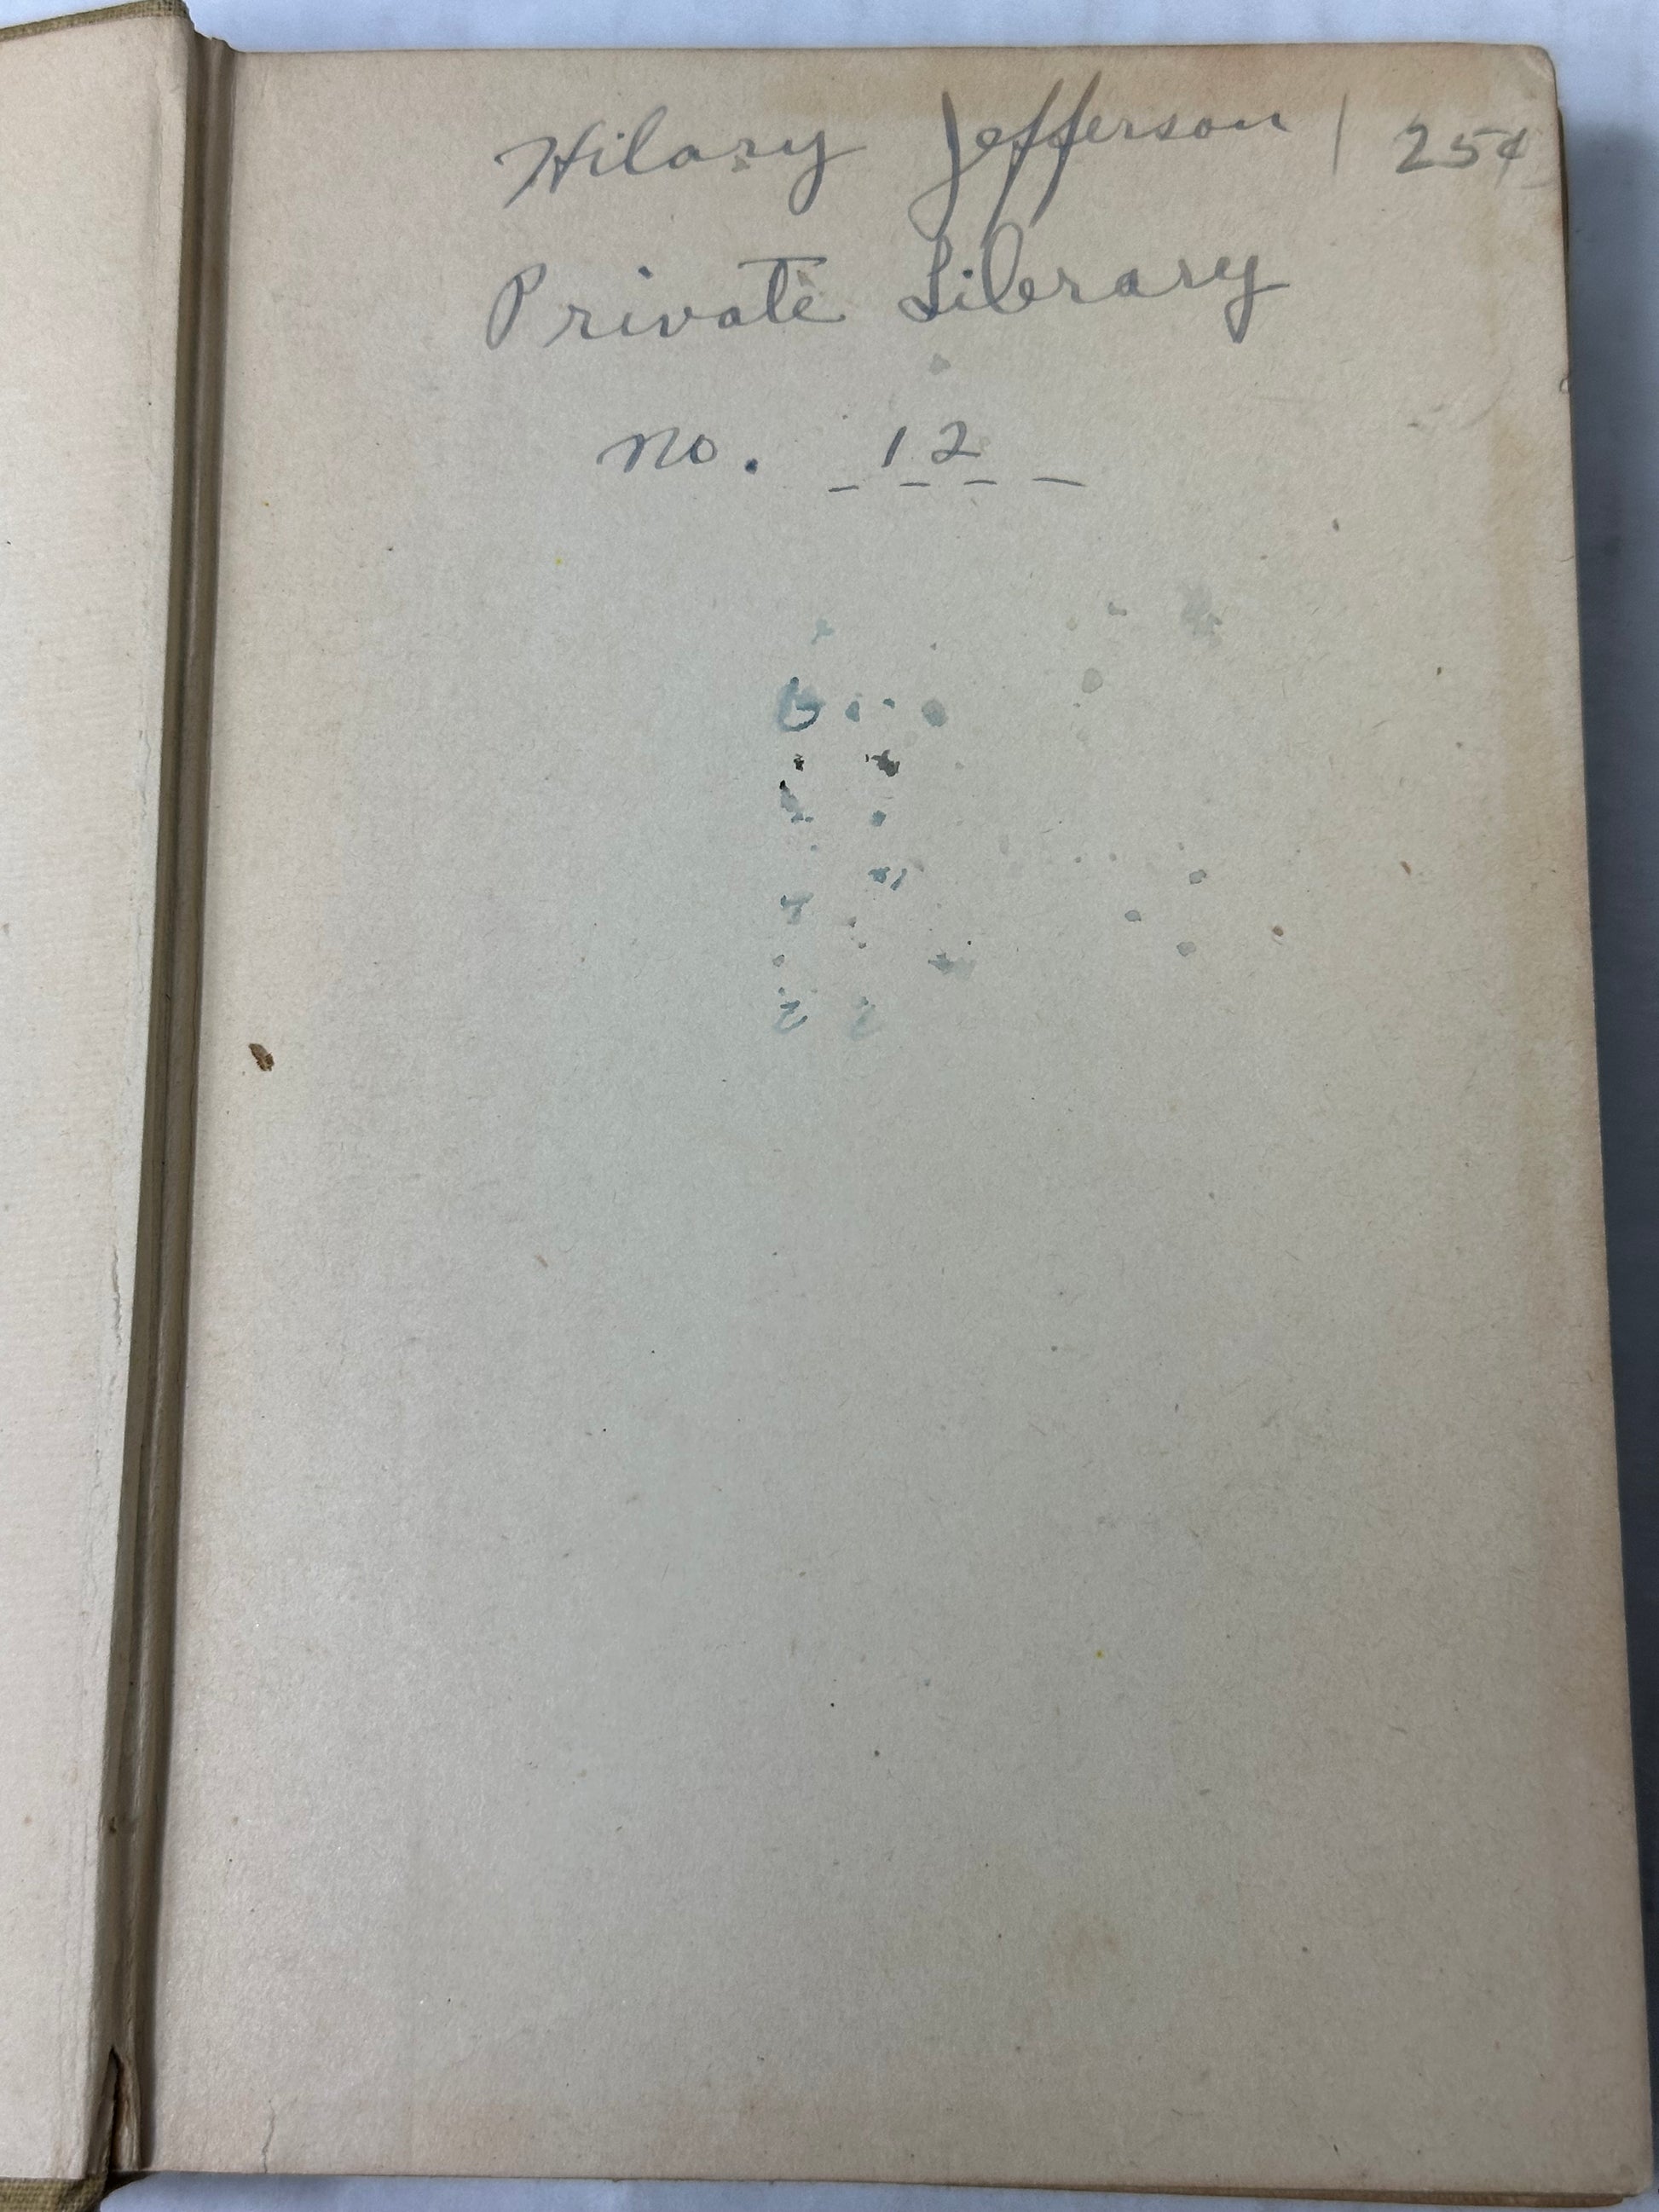 Hilary Jefferson | 25¢
Private Library
no. 12